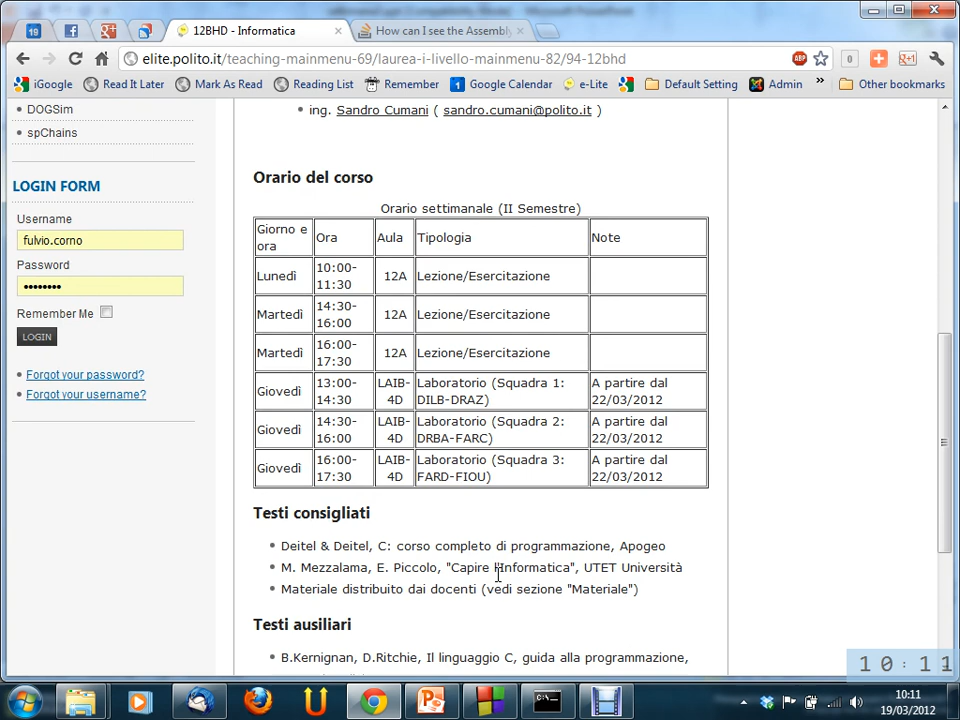 12BHD - Informatica
How can I see the Assembly
elite.polito.it/teaching-mainmenu-69/laurea-i-livello-mainmenu-82/94-12bhd
iGoogle
Read It Later
Mark As Read
Reading List
Remember
Google Calendar
e-Lite
Default Setting
Admin
»
Other bookmarks
DOGSim
spChains
LOGIN FORM
Username
fulvio.corno
Password
••••••••
Remember Me
LOGIN
Forgot your password?
Forgot your username?
ing. Sandro Cumani ( sandro.cumani@polito.it )
Orario del corso
Orario settimanale (II Semestre)
Giorno e ora Ora Aula Tipologia Note
Lunedì 10:00-11:30 12A Lezione/Esercitazione
Martedì 14:30-16:00 12A Lezione/Esercitazione
Martedì 16:00-17:30 12A Lezione/Esercitazione
Giovedì 13:00-14:30 LAIB-4D Laboratorio (Squadra 1: DILB-DRAZ) A partire dal 22/03/2012
Giovedì 14:30-16:00 LAIB-4D Laboratorio (Squadra 2: DRBA-FARC) A partire dal 22/03/2012
Giovedì 16:00-17:30 LAIB-4D Laboratorio (Squadra 3: FARD-FIOU) A partire dal 22/03/2012
Testi consigliati
Deitel & Deitel, C: corso completo di programmazione, Apogeo
M. Mezzalama, E. Piccolo, "Capire l'Informatica", UTET Università
Materiale distribuito dai docenti (vedi sezione "Materiale")
Testi ausiliari
B.Kernignan, D.Ritchie, Il linguaggio C, guida alla programmazione,
10:11
10:11
19/03/2012